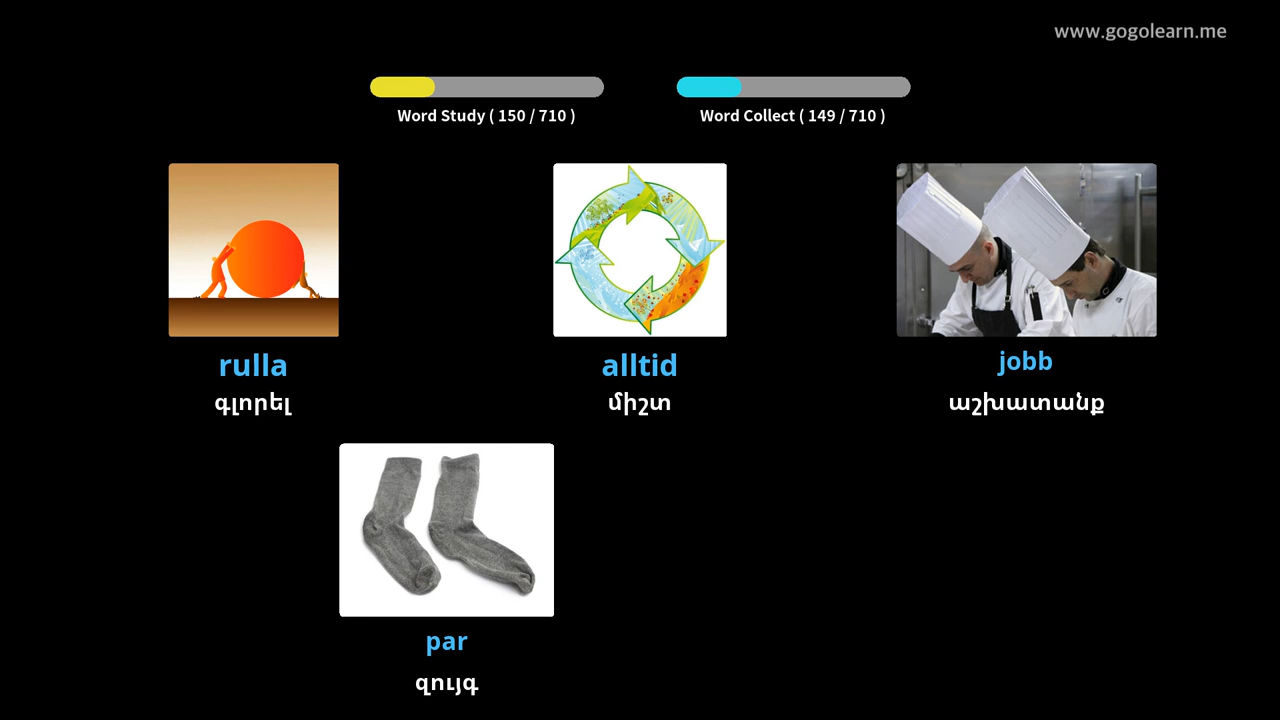 www.gogolearn.me
Word Study ( 150 / 710 )
Word Collect ( 149 / 710 )
rulla
գլորել
alltid
միշտ
jobb
աշխատանք
par
զույգ